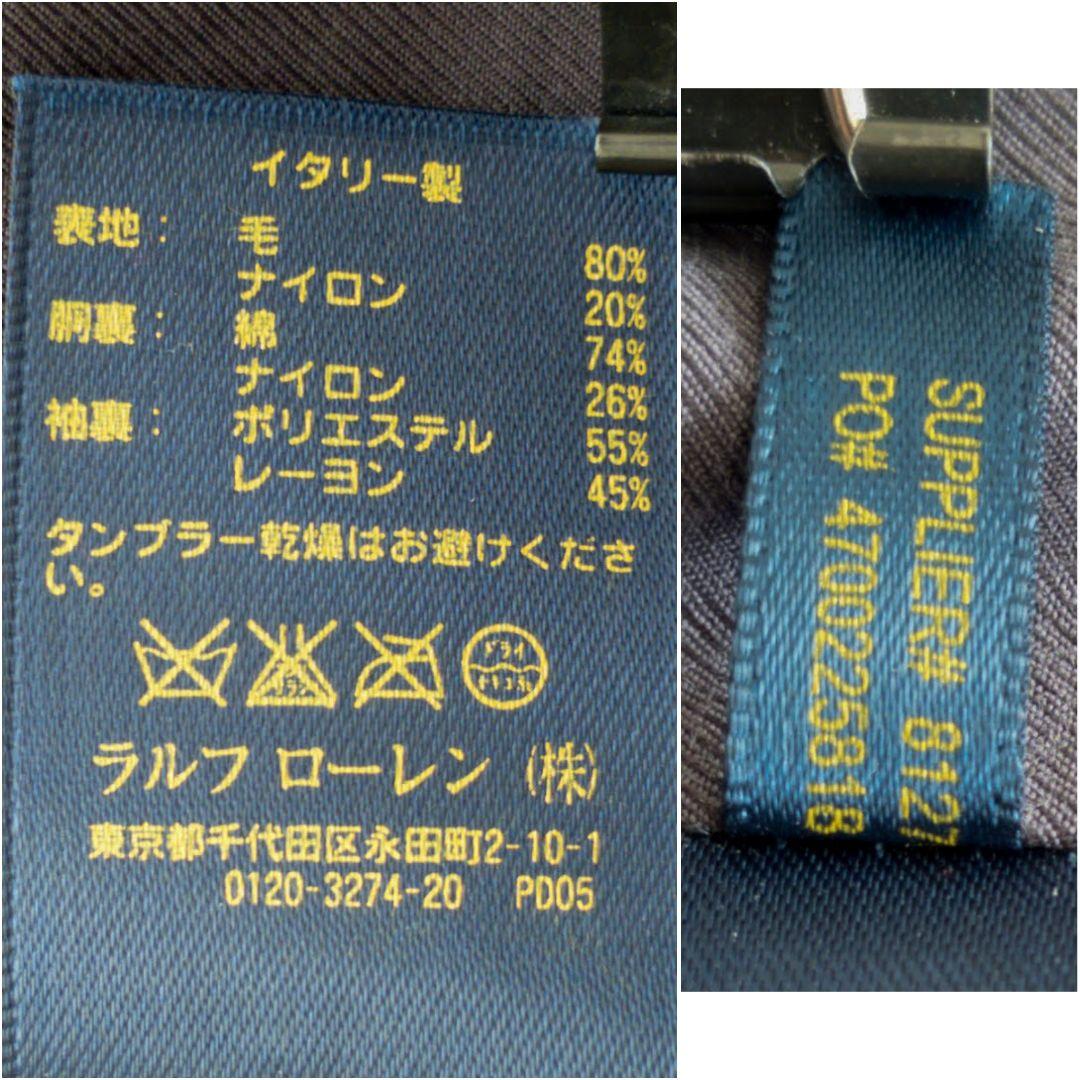 イタリー製
表地： 毛 80%
ナイロン 20%
胴裏： 綿 74%
ナイロン 26%
袖裏： ポリエステル 55%
レーヨン 45%
タンブラー乾燥はお避けくださ
い。
ドライ
ラルフ ローレン (株)
東京都千代田区永田町2-10-1
0120-3274-20 PD05
SUPPLIER# 8127
PO# 4700225818